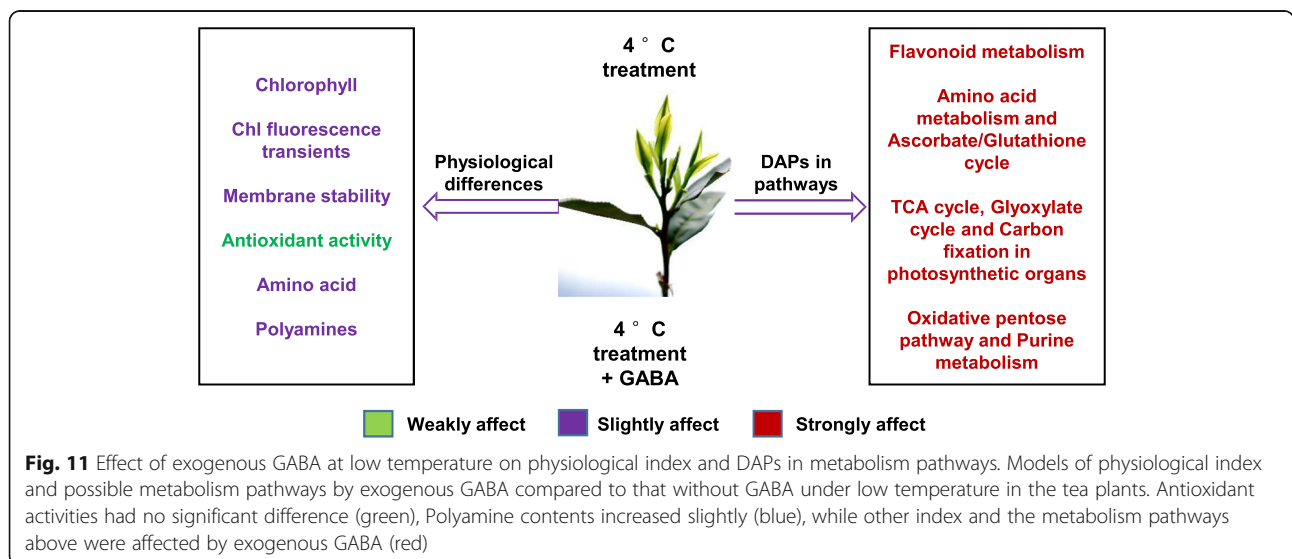 Chlorophyll
Chl fluorescence
transients
Membrane stability
Antioxidant activity
Amino acid
Polyamines
Physiological
differences
4 ° C
treatment
4 ° C
treatment
+ GABA
DAPs in
pathways
Flavonoid metabolism
Amino acid
metabolism and
Ascorbate/Glutathione
cycle
TCA cycle, Glyoxylate
cycle and Carbon
fixation in
photosynthetic organs
Oxidative pentose
pathway and Purine
metabolism
Weakly affect Slightly affect Strongly affect
Fig. 11 Effect of exogenous GABA at low temperature on physiological index and DAPs in metabolism pathways. Models of physiological index
and possible metabolism pathways by exogenous GABA compared to that without GABA under low temperature in the tea plants. Antioxidant
activities had no significant difference (green), Polyamine contents increased slightly (blue), while other index and the metabolism pathways
above were affected by exogenous GABA (red)